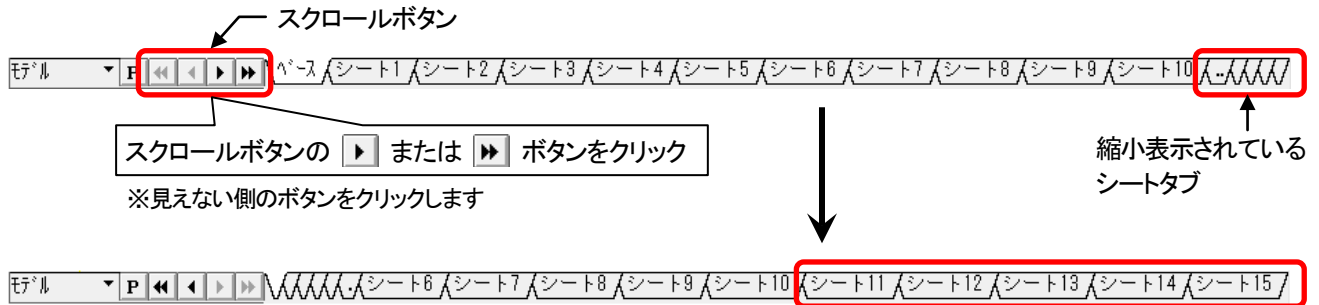 スクロールボタン
ﾓﾃﾞﾙ P ﾍﾞｰｽ シート1 シート2 シート3 シート4 シート5 シート6 シート7 シート8 シート9 シート10 ..
スクロールボタンの または ボタンをクリック
※見えない側のボタンをクリックします
縮小表示されている
シートタブ
ﾓﾃﾞﾙ P . シート6 シート7 シート8 シート9 シート10 シート11 シート12 シート13 シート14 シート15